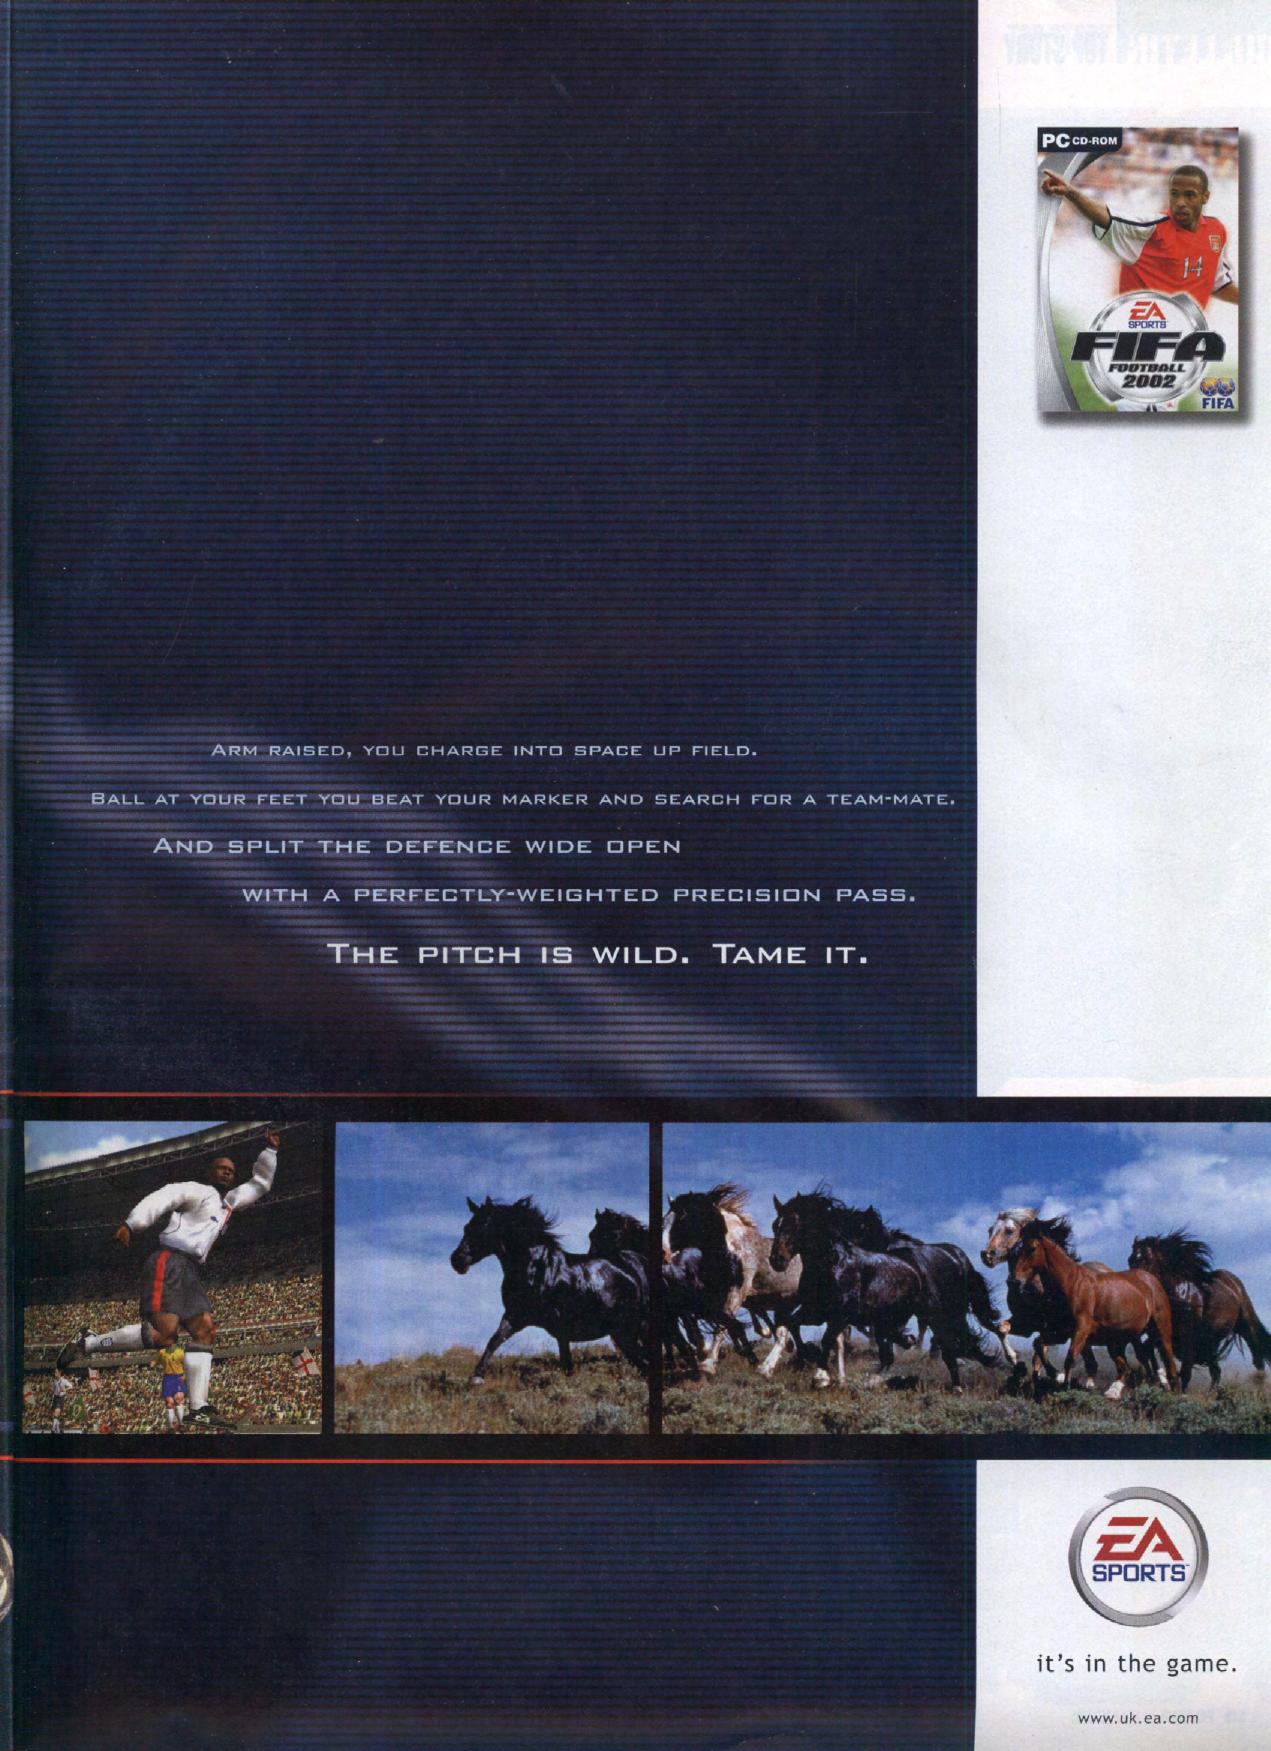 PC CD-ROM
14
EA
SPORTS
FIFA
FOOTBALL
2002
FIFA
ARM RAISED, YOU CHARGE INTO SPACE UP FIELD.
BALL AT YOUR FEET YOU BEAT YOUR MARKER AND SEARCH FOR A TEAM-MATE.
AND SPLIT THE DEFENCE WIDE OPEN
WITH A PERFECTLY-WEIGHTED PRECISION PASS.
THE PITCH IS WILD. TAME IT.
EA
SPORTS
it's in the game.
www.uk.ea.com